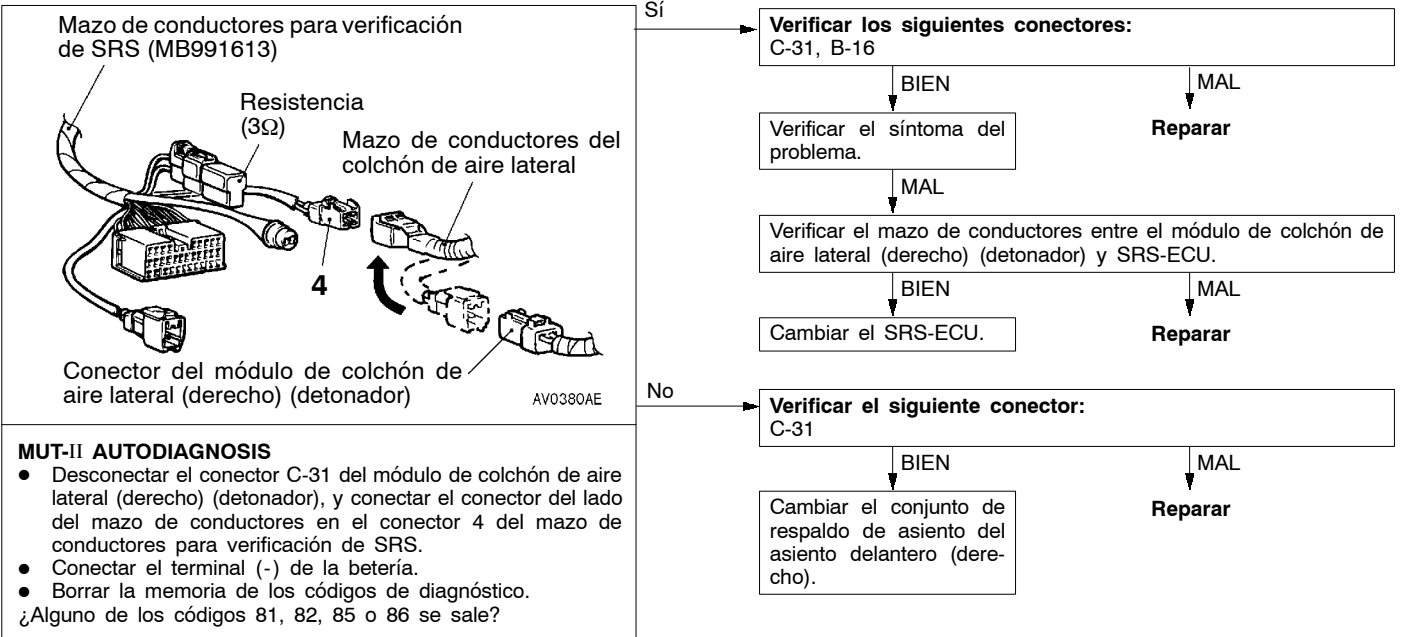 Mazo de conductores para verificación
de SRS (MB991613)
Resistencia
(3Ω)
Mazo de conductores del
colchón de aire lateral
4
Conector del módulo de colchón de
aire lateral (derecho) (detonador)
AV0380AE
MUT-II AUTODIAGNOSIS
● Desconectar el conector C-31 del módulo de colchón de aire
lateral (derecho) (detonador), y conectar el conector del lado
del mazo de conductores en el conector 4 del mazo de
conductores para verificación de SRS.
● Conectar el terminal (-) de la betería.
● Borrar la memoria de los códigos de diagnóstico.
¿Alguno de los códigos 81, 82, 85 o 86 se sale?
Sí
Verificar los siguientes conectores:
C-31, B-16
BIEN
MAL
Verificar el síntoma del
problema.
Reparar
MAL
Verificar el mazo de conductores entre el módulo de colchón de
aire lateral (derecho) (detonador) y SRS-ECU.
BIEN
MAL
Cambiar el SRS-ECU.
Reparar
No
Verificar el siguiente conector:
C-31
BIEN
MAL
Cambiar el conjunto de
respaldo de asiento del
asiento delantero (dere-
cho).
Reparar